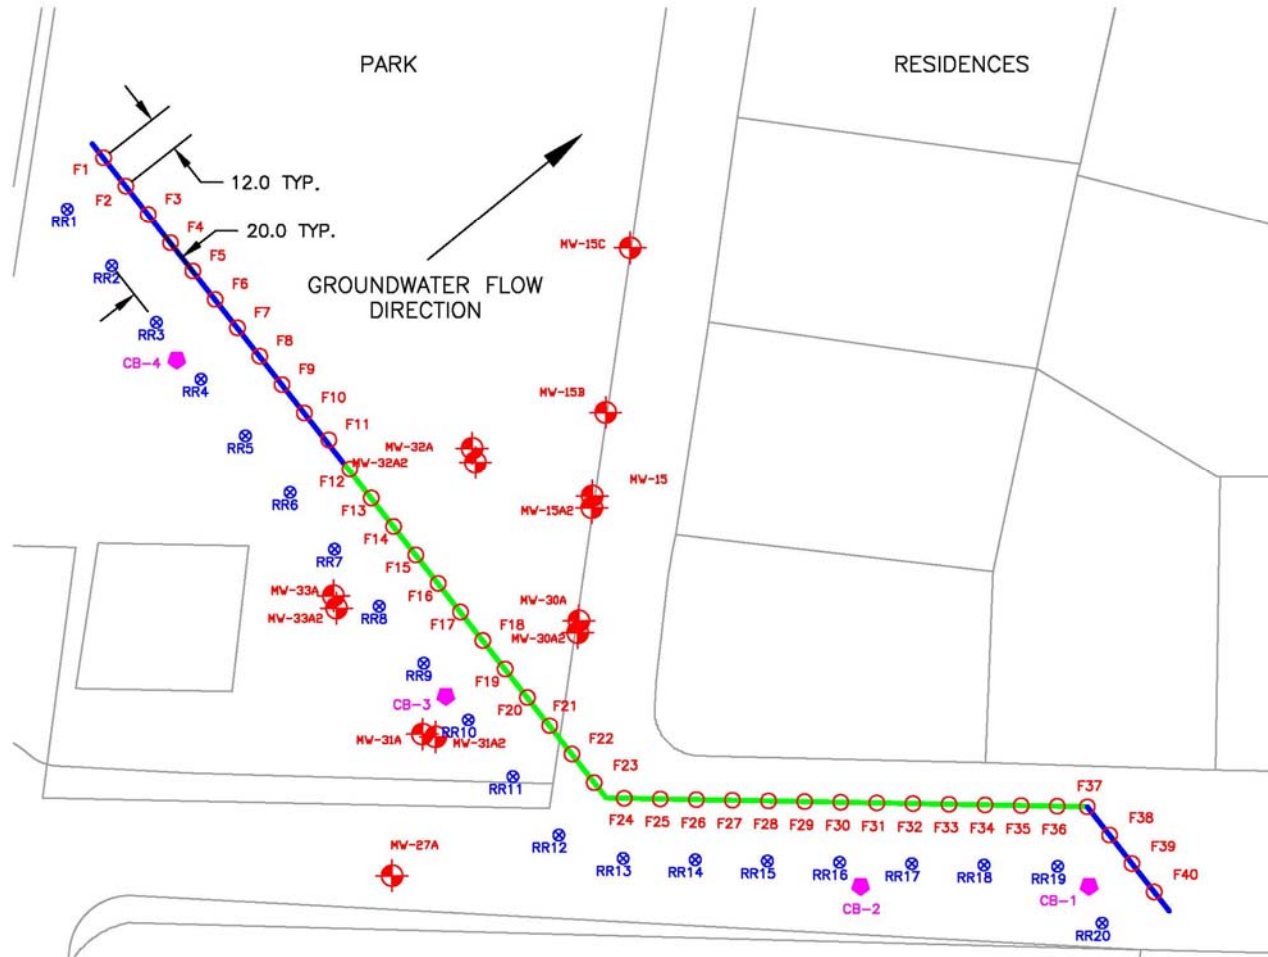 PARK
RESIDENCES
F1
F2
12.0 TYP.
F3
RR1
F4
20.0 TYP.
MW-15C
F5
RR2
F6
GROUNDWATER FLOW
DIRECTION
F7
RR3
F8
CB-4
F9
RR4
MW-15B
F10
F11
RR5
MW-32A
MW-32A2
F12
MW-15
RR6
F13
MW-15A2
F14
RR7
F15
MW-33A
F16
MW-30A
MW-33A2
RR8
F17
F18
MW-30A2
RR9
F19
CB-3
F20
F21
RR10
MW-31A
MW-31A2
F22
F23
RR11
F37
F24
F25
F26
F27
F28
F29
F30
F31
F32
F33
F34
F35
F36
F38
MW-27A
RR12
F39
RR13
RR14
RR15
RR16
RR17
RR18
RR19
F40
CB-2
CB-1
RR20